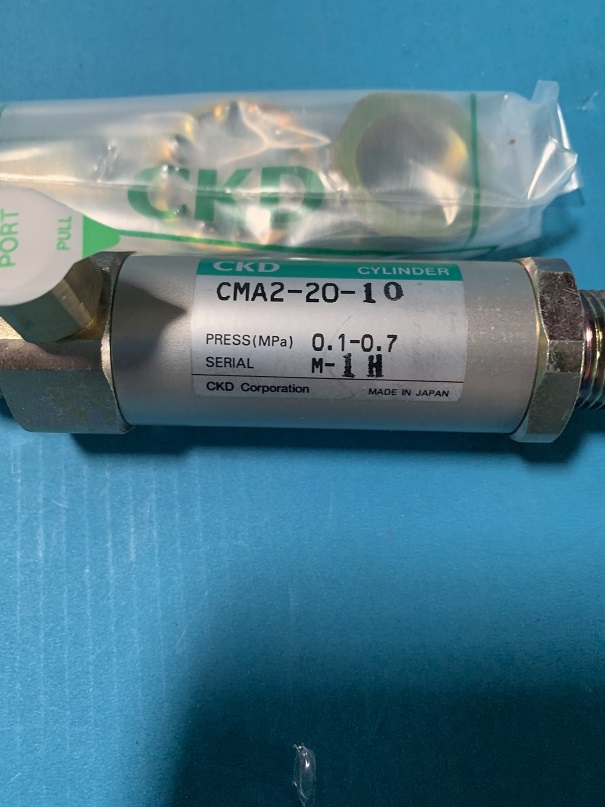 CKD
PORT
PULL
CKD CYLINDER
CMA2-20-10
PRESS(MPa) 0.1-0.7
SERIAL M-1 H
CKD Corporation MADE IN JAPAN